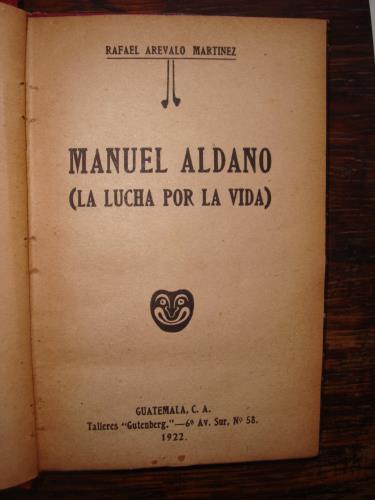 RAFAEL AREVALO MARTINEZ
MANUEL ALDANO
(LA LUCHA POR LA VIDA)
GUATEMALA, C. A.
Talleres "Gutenberg."—6ª Av. Sur, Nº 58.
1922.